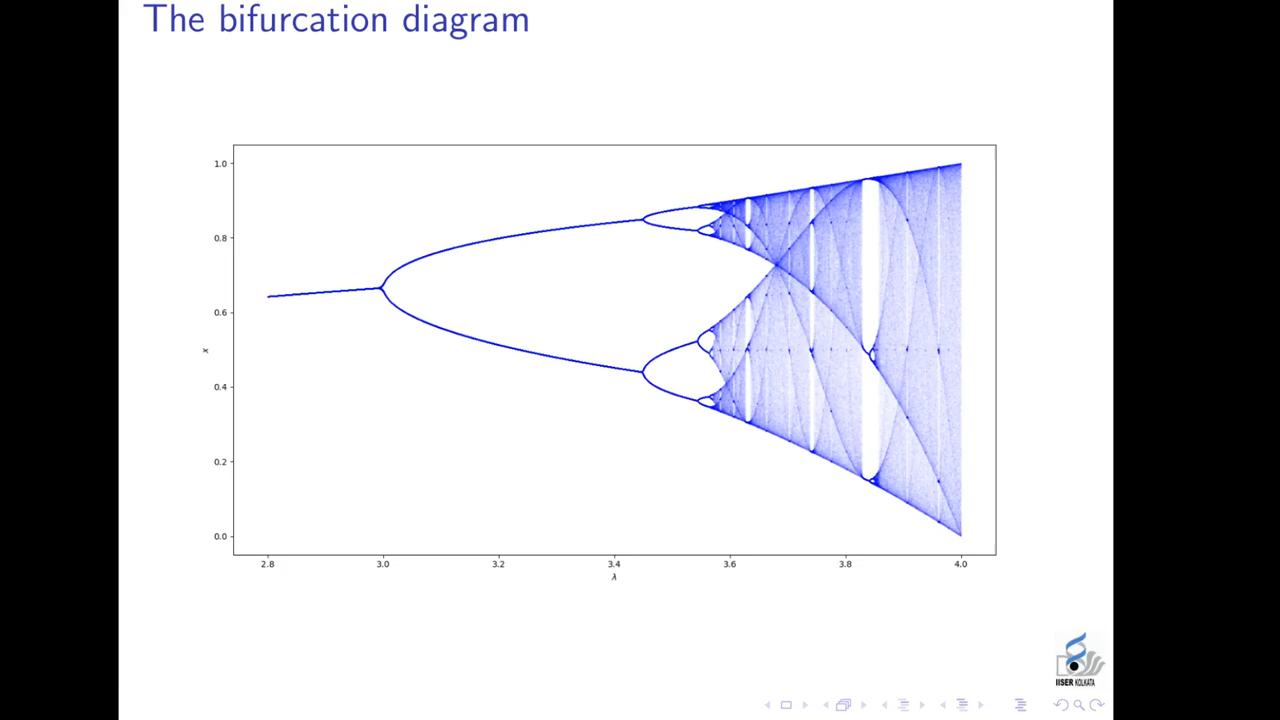 The bifurcation diagram
1.0
0.8
0.6
x
0.4
0.2
0.0
2.8 3.0 3.2 3.4 3.6 3.8 4.0
λ
IISER KOLKATA